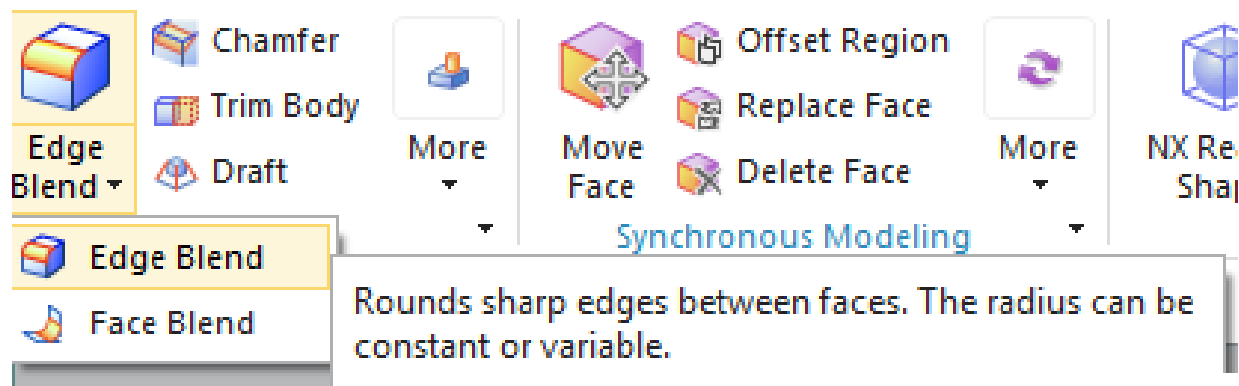 Edge
Blend
Chamfer
Trim Body
Draft
More
Move
Face
Offset Region
Replace Face
Delete Face
More
Synchronous Modeling
NX
Edge Blend
Face Blend
Rounds sharp edges between faces. The radius can be
constant or variable.